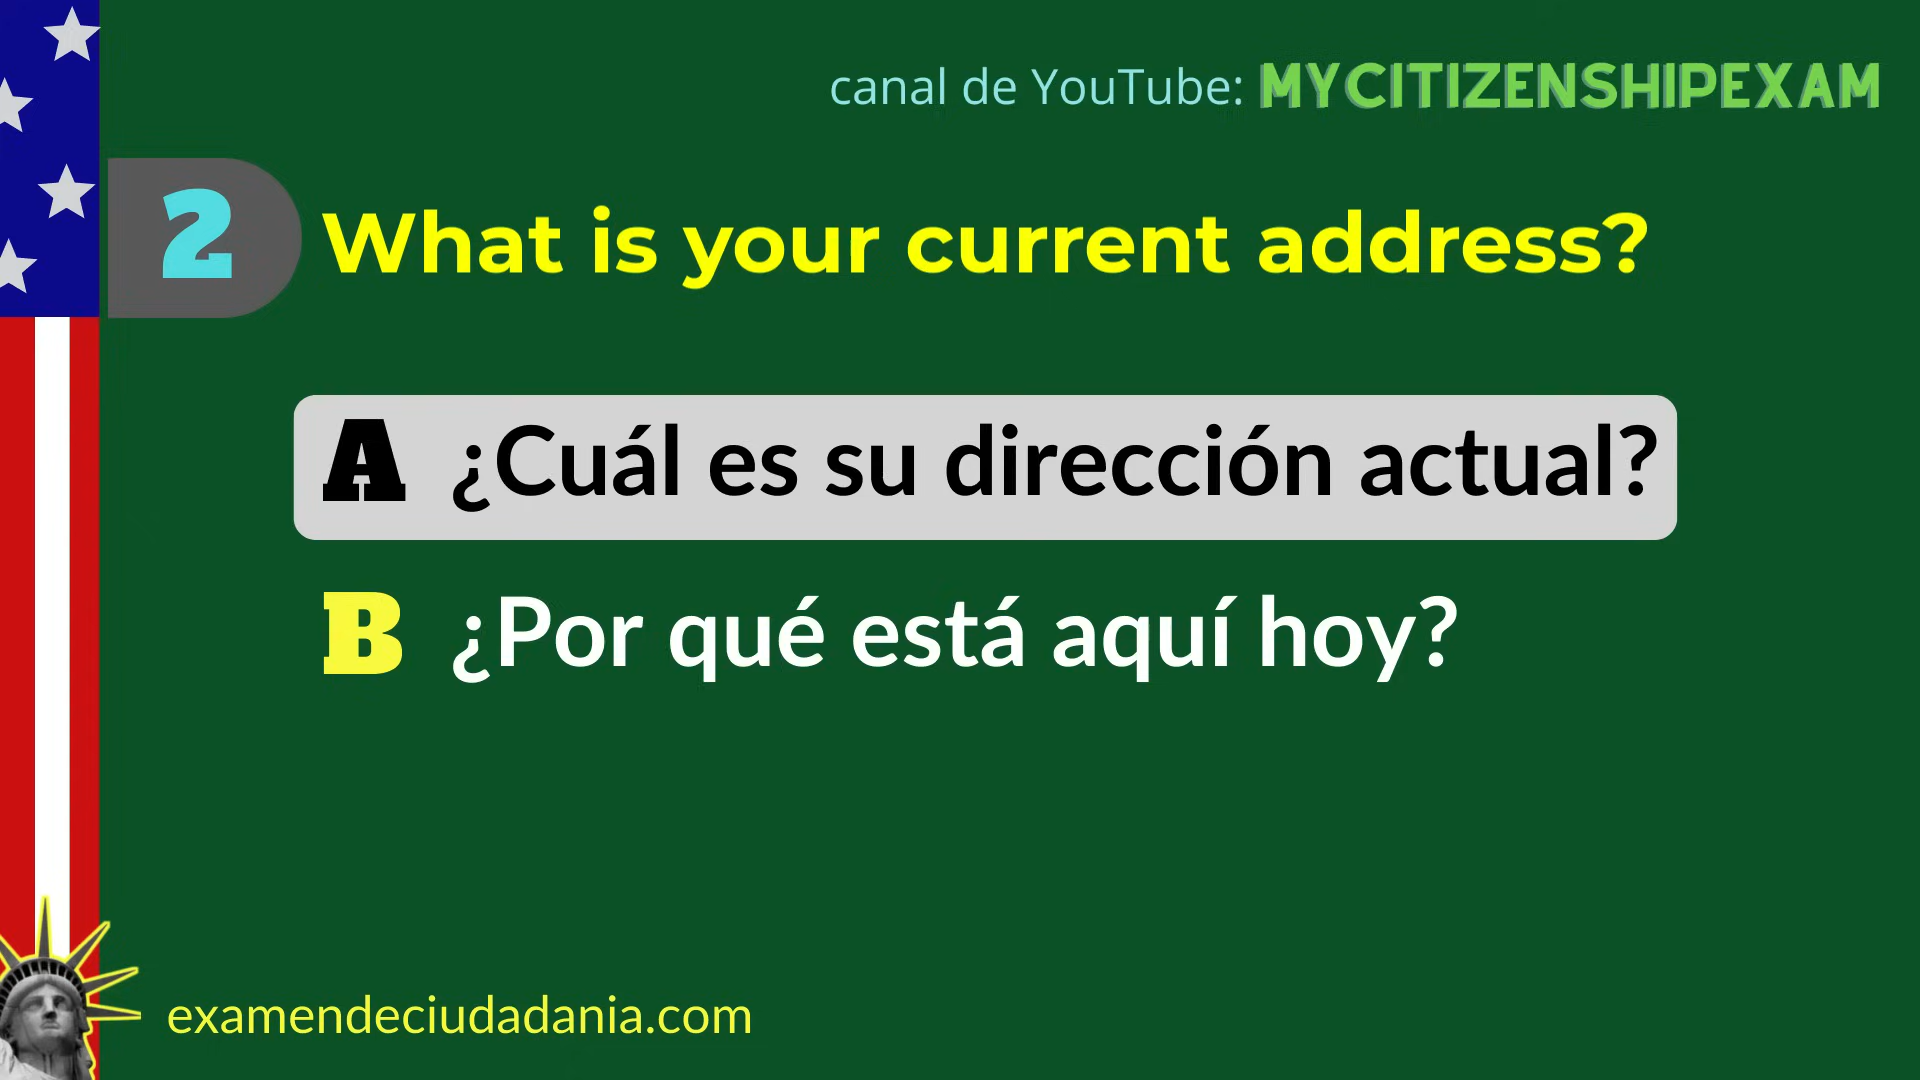 canal de YouTube: MYCITIZENSHIPEXAM
2 What is your current address?
A ¿Cuál es su dirección actual?
B ¿Por qué está aquí hoy?
examendeciudadania.com